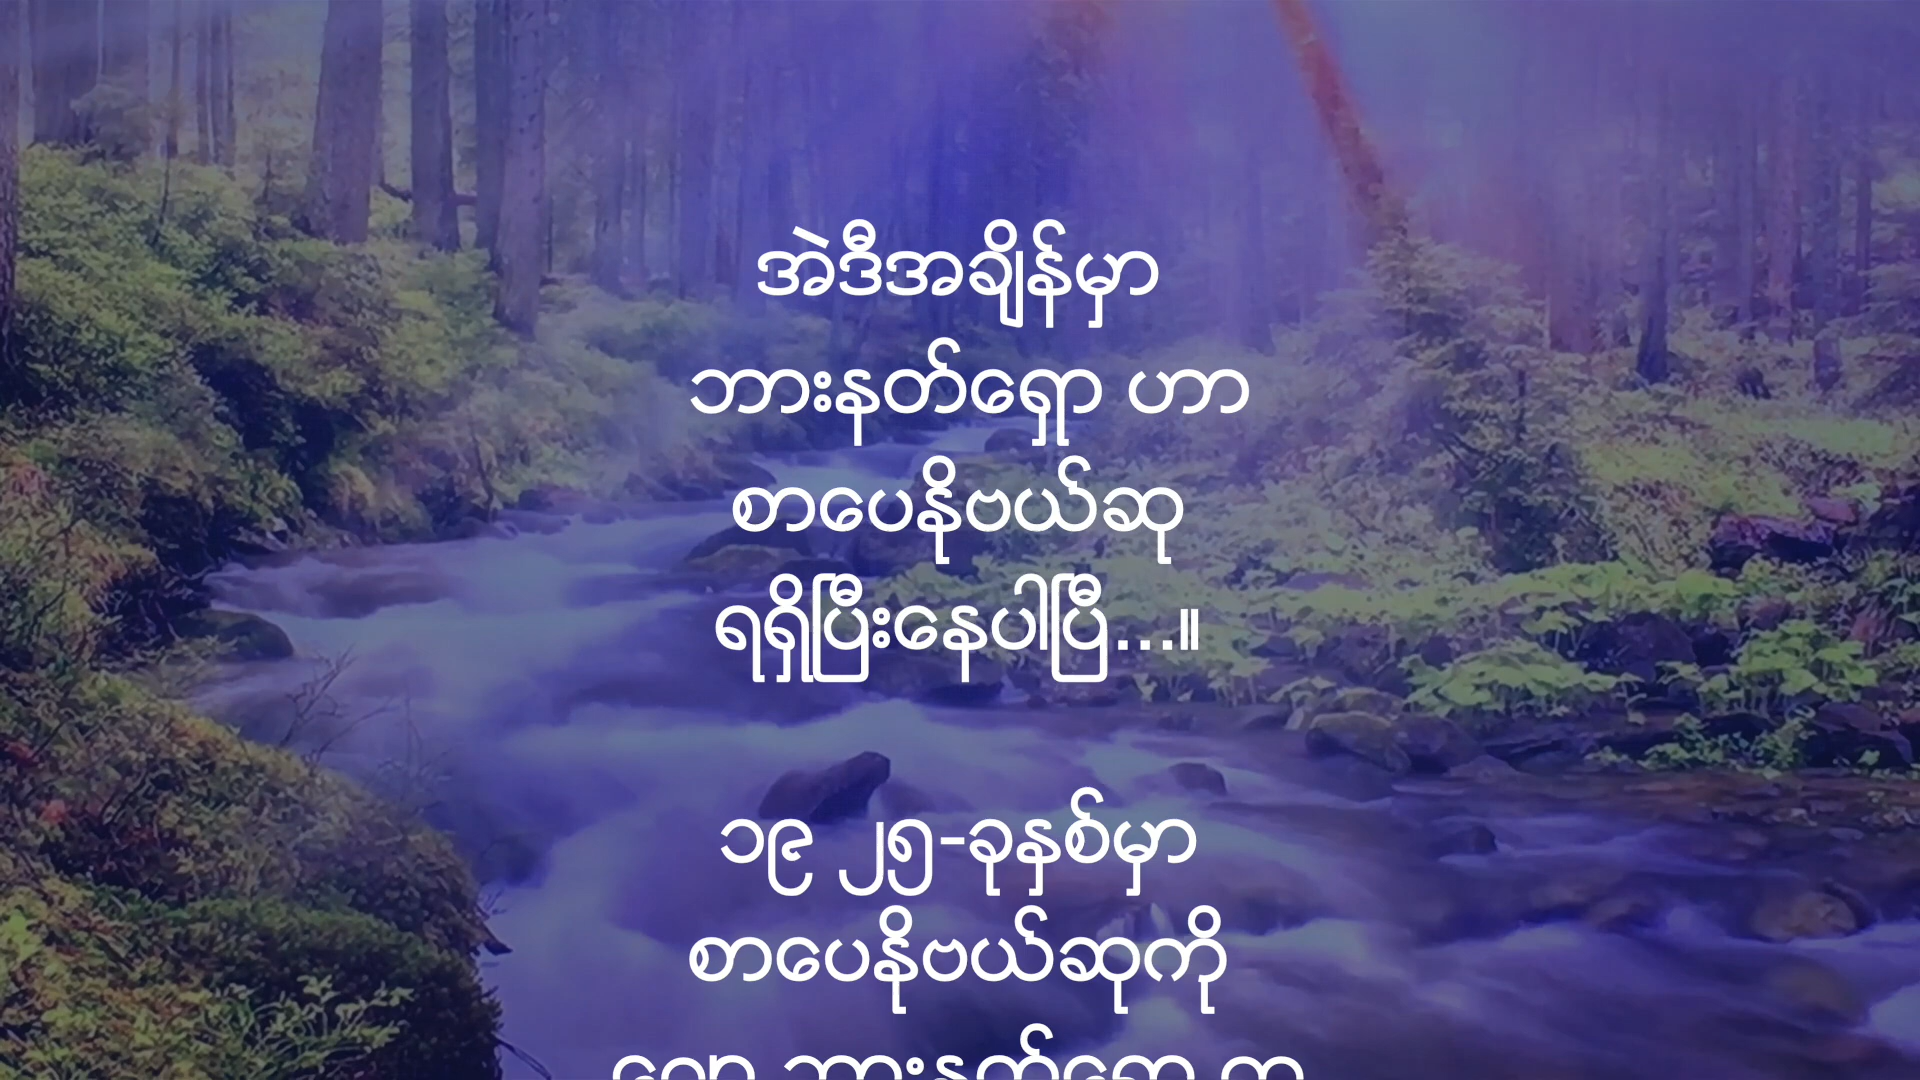 အဲဒီအချိန်မှာ
ဘားနတ်ရှော ဟာ
စာပေနိုဗယ်ဆု
ရရှိပြီးနေပါပြီ...။
၁၉ ၂၅-ခုနှစ်မှာ
စာပေနိုဗယ်ဆုကို